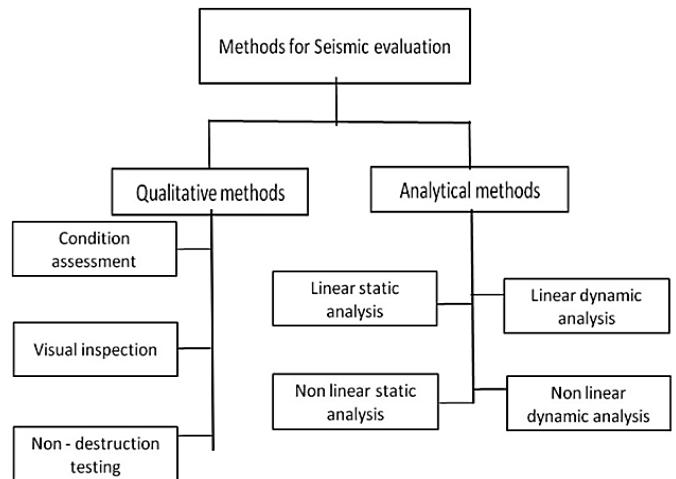 Methods for Seismic evaluation
Qualitative methods
Analytical methods
Condition
assessment
Visual inspection
Non - destruction
testing
Linear static
analysis
Linear dynamic
analysis
Non linear static
analysis
Non linear
dynamic analysis